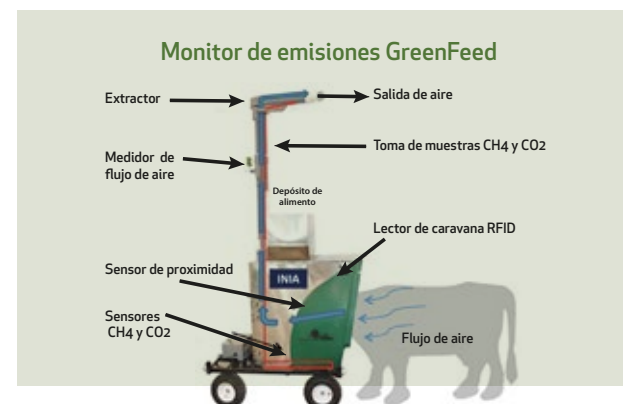 Monitor de emisiones GreenFeed
Extractor
Salida de aire
Toma de muestras CH4 y CO2
Medidor de
flujo de aire
Depósito de
alimento
Lector de caravana RFID
Sensor de proximidad
INIA
Sensores
CH4 y CO2
Flujo de aire